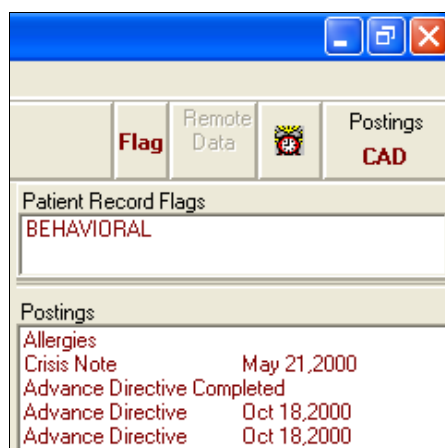 Flag
Remote
Data
Postings
CAD
Patient Record Flags
BEHAVIORAL
Postings
Allergies
Crisis Note May 21,2000
Advance Directive Completed
Advance Directive Oct 18,2000
Advance Directive Oct 18,2000